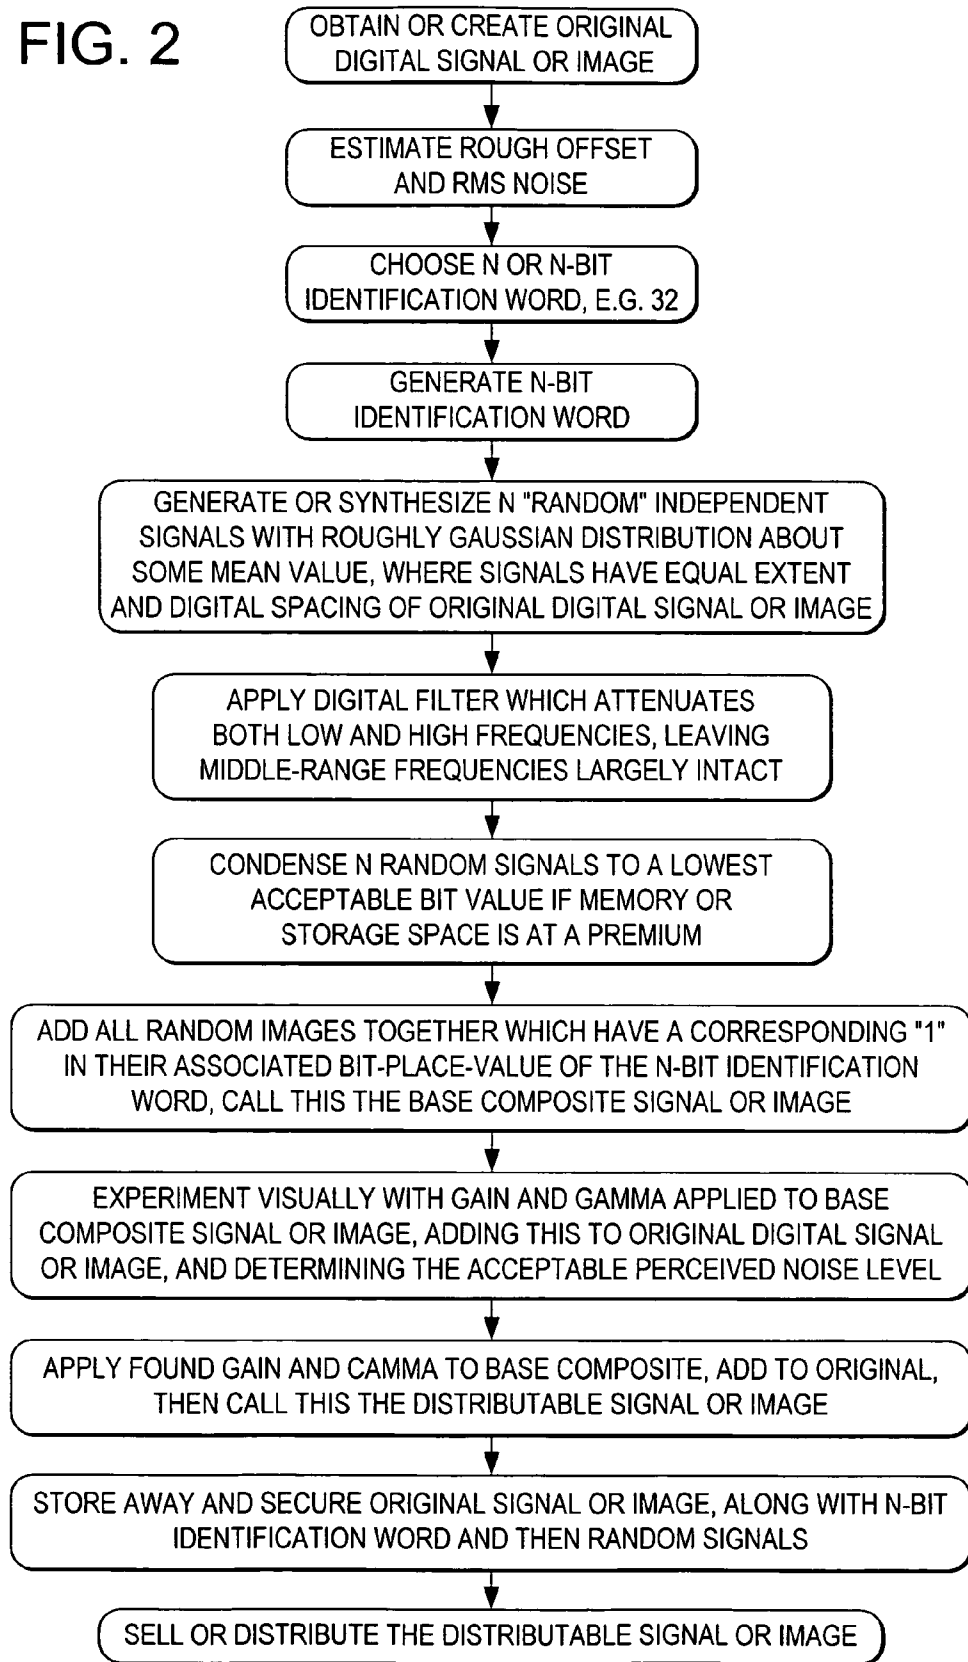 FIG. 2
OBTAIN OR CREATE ORIGINAL
DIGITAL SIGNAL OR IMAGE
ESTIMATE ROUGH OFFSET
AND RMS NOISE
CHOOSE N OR N-BIT
IDENTIFICATION WORD, E.G. 32
GENERATE N-BIT
IDENTIFICATION WORD
GENERATE OR SYNTHESIZE N "RANDOM" INDEPENDENT
SIGNALS WITH ROUGHLY GAUSSIAN DISTRIBUTION ABOUT
SOME MEAN VALUE, WHERE SIGNALS HAVE EQUAL EXTENT
AND DIGITAL SPACING OF ORIGINAL DIGITAL SIGNAL OR IMAGE
APPLY DIGITAL FILTER WHICH ATTENUATES
BOTH LOW AND HIGH FREQUENCIES, LEAVING
MIDDLE-RANGE FREQUENCIES LARGELY INTACT
CONDENSE N RANDOM SIGNALS TO A LOWEST
ACCEPTABLE BIT VALUE IF MEMORY OR
STORAGE SPACE IS AT A PREMIUM
ADD ALL RANDOM IMAGES TOGETHER WHICH HAVE A CORRESPONDING "1"
IN THEIR ASSOCIATED BIT-PLACE-VALUE OF THE N-BIT IDENTIFICATION
WORD, CALL THIS THE BASE COMPOSITE SIGNAL OR IMAGE
EXPERIMENT VISUALLY WITH GAIN AND GAMMA APPLIED TO BASE
COMPOSITE SIGNAL OR IMAGE, ADDING THIS TO ORIGINAL DIGITAL SIGNAL
OR IMAGE, AND DETERMINING THE ACCEPTABLE PERCEIVED NOISE LEVEL
APPLY FOUND GAIN AND CAMMA TO BASE COMPOSITE, ADD TO ORIGINAL,
THEN CALL THIS THE DISTRIBUTABLE SIGNAL OR IMAGE
STORE AWAY AND SECURE ORIGINAL SIGNAL OR IMAGE, ALONG WITH N-BIT
IDENTIFICATION WORD AND THEN RANDOM SIGNALS
SELL OR DISTRIBUTE THE DISTRIBUTABLE SIGNAL OR IMAGE